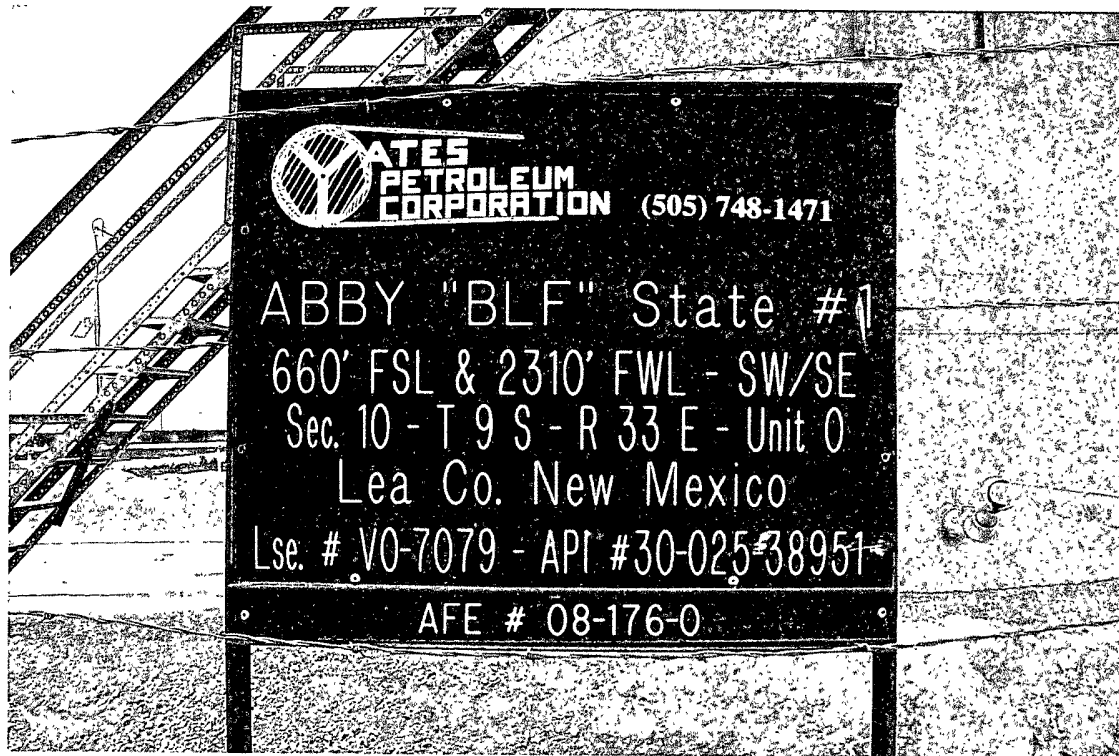 YATES
PETROLEUM
CORPORATION (505) 748-1471
ABBY "BLF" State #1
660' FSL & 2310' FWL - SW/SE
Sec. 10 - T 9 S - R 33 E - Unit O
Lea Co. New Mexico
Lse. # VO-7079 - API #30-025-38951
AFE # 08-176-0